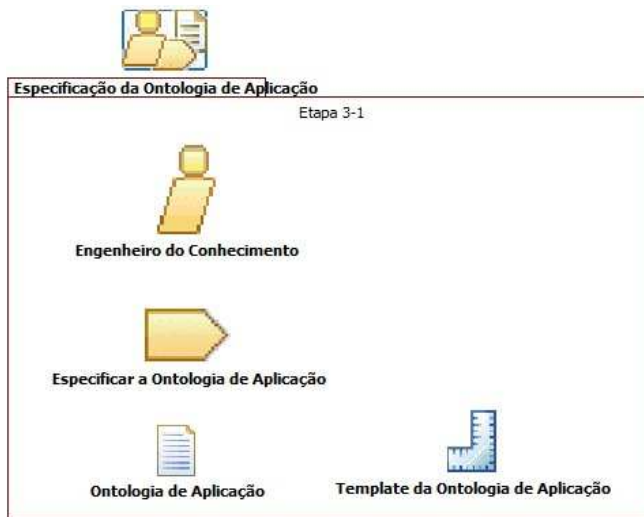 Especificação da Ontologia de Aplicação
Etapa 3-1
Engenheiro do Conhecimento
Especificar a Ontologia de Aplicação
Ontologia de Aplicação
Template da Ontologia de Aplicação